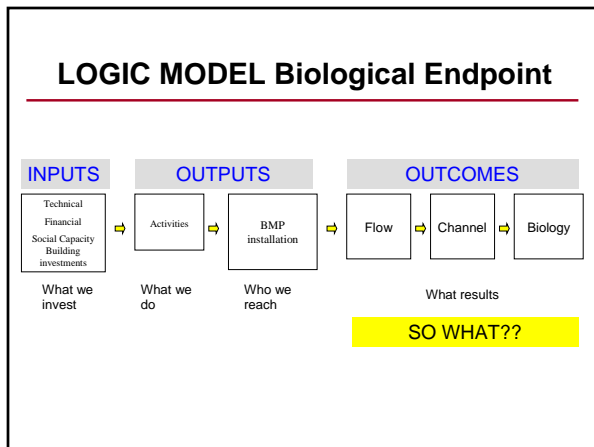 LOGIC MODEL Biological Endpoint
INPUTS
OUTPUTS
OUTCOMES
Technical
Financial
Social Capacity
Building
investments
Activities
BMP
installation
Flow
Channel
Biology
What we
invest
What we
do
Who we
reach
What results
SO WHAT??